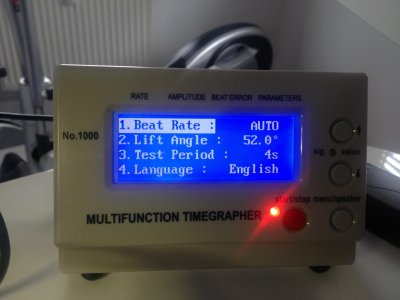 RATE AMPLITUDE BEAT ERROR PARAMETERS
No.1000
1.Beat Rate : AUTO
2.Lift Angle : 52.0°
3.Test Period : 4s
4.Language : English
sig. value
start/stop menu/speaker
MULTIFUNCTION TIMEGRAPHER